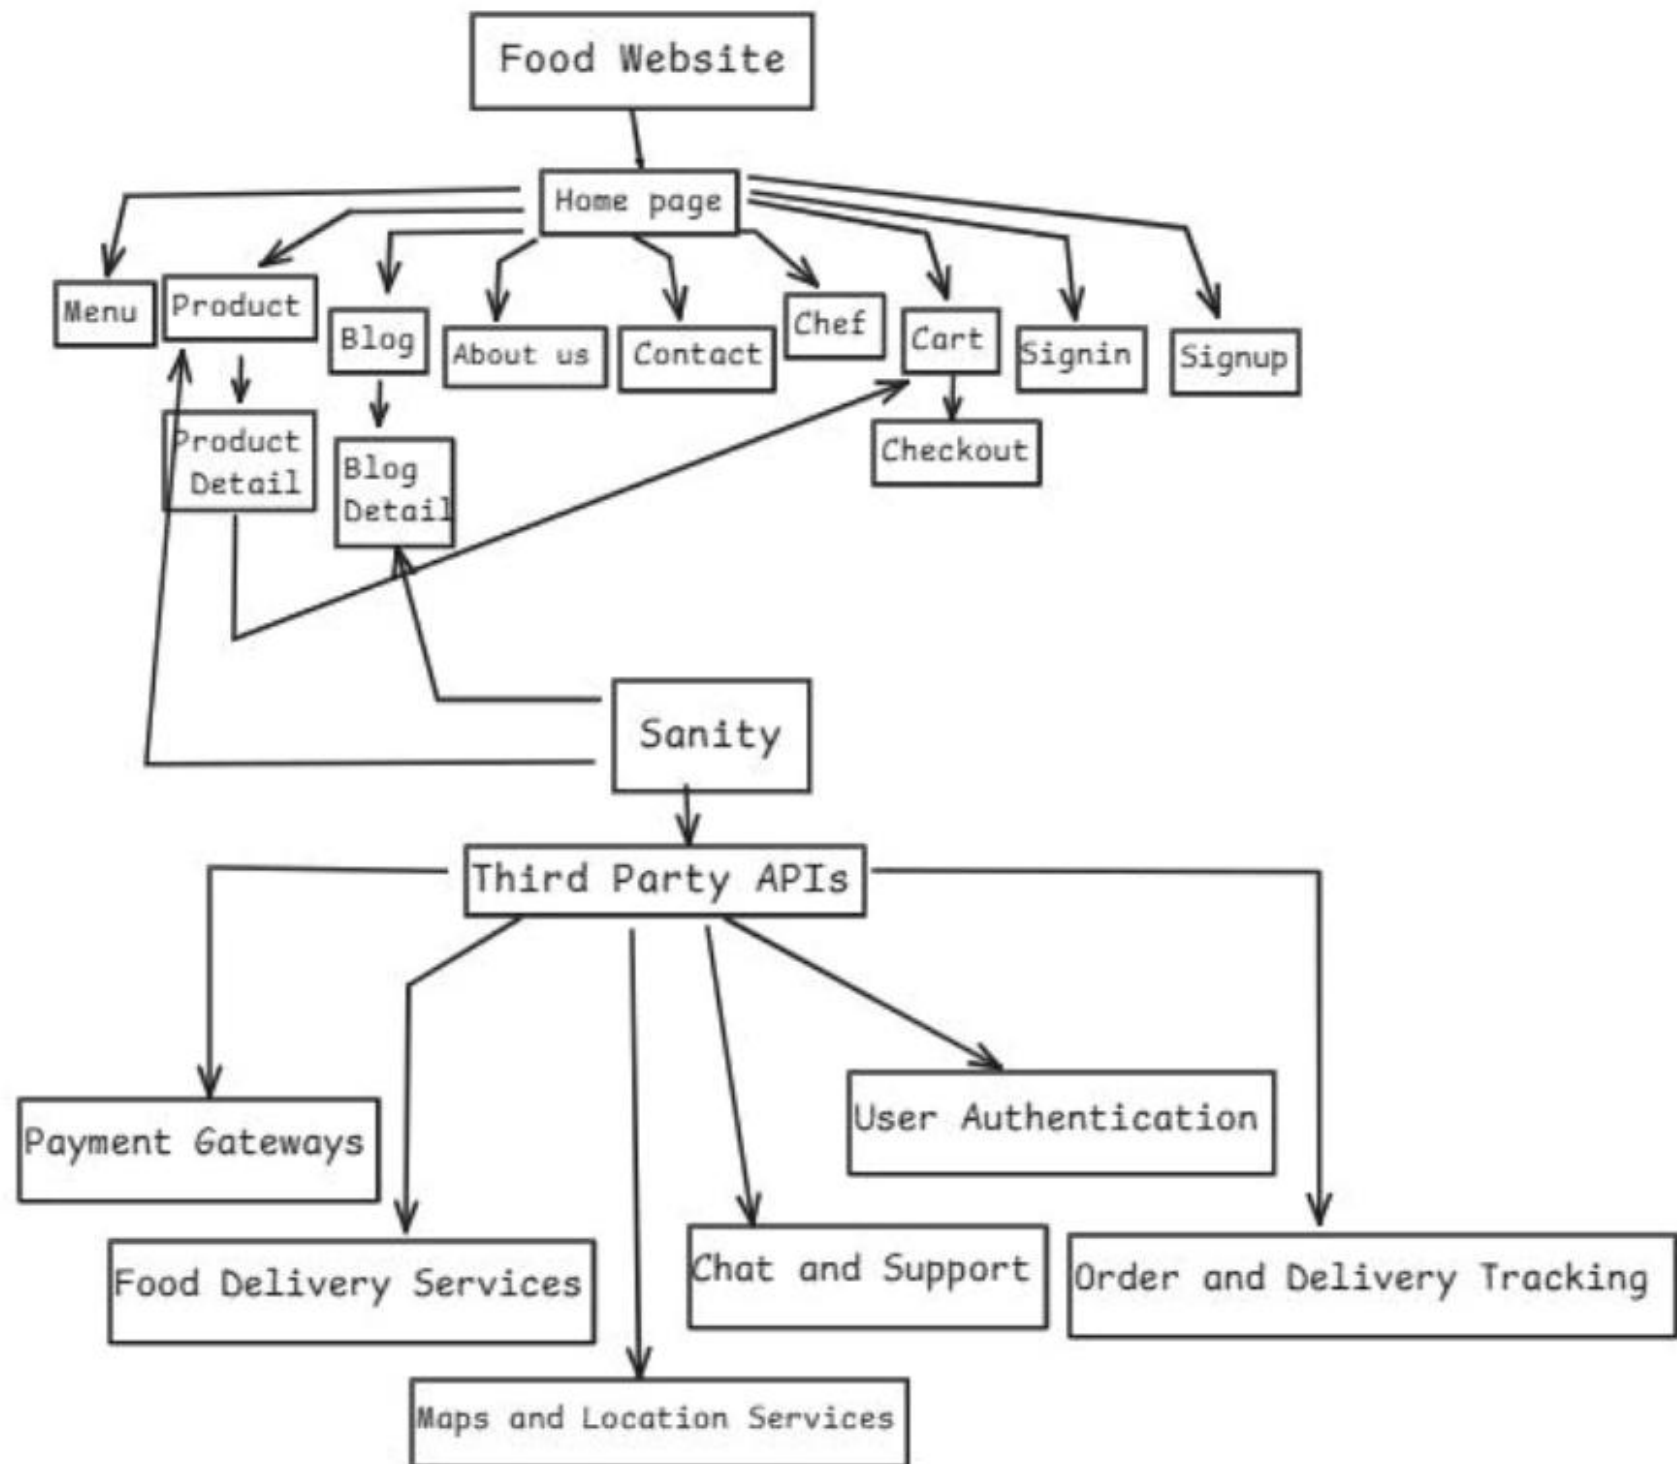 Food Website
Home page
Menu
Product
Blog
About us
Contact
Chef
Cart
Signin
Signup
Product
Detail
Blog
Detail
Checkout
Sanity
Third Party APIs
Payment Gateways
User Authentication
Food Delivery Services
Chat and Support
Order and Delivery Tracking
Maps and Location Services